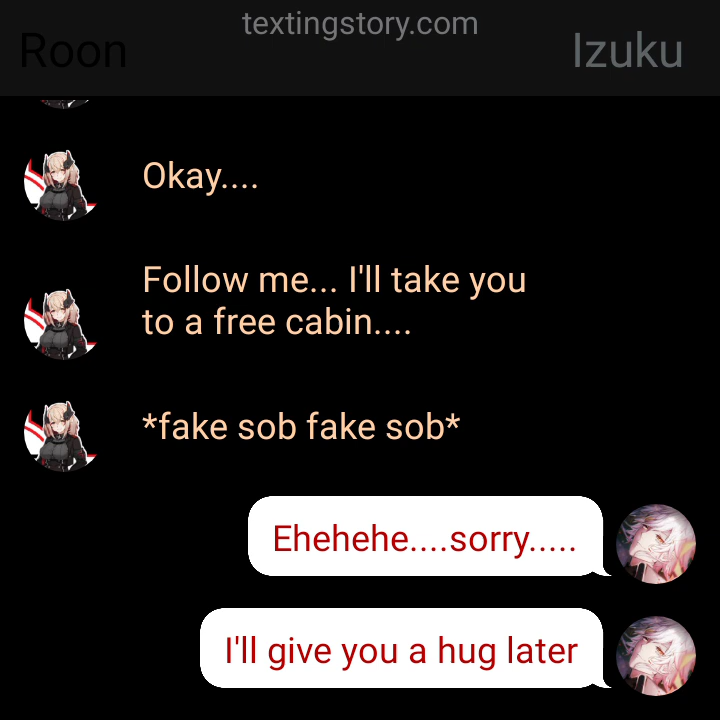 textingstory.com
Roon
Izuku
Okay....
Follow me... I'll take you
to a free cabin....
*fake sob fake sob*
Ehehehe....sorry.....
I'll give you a hug later